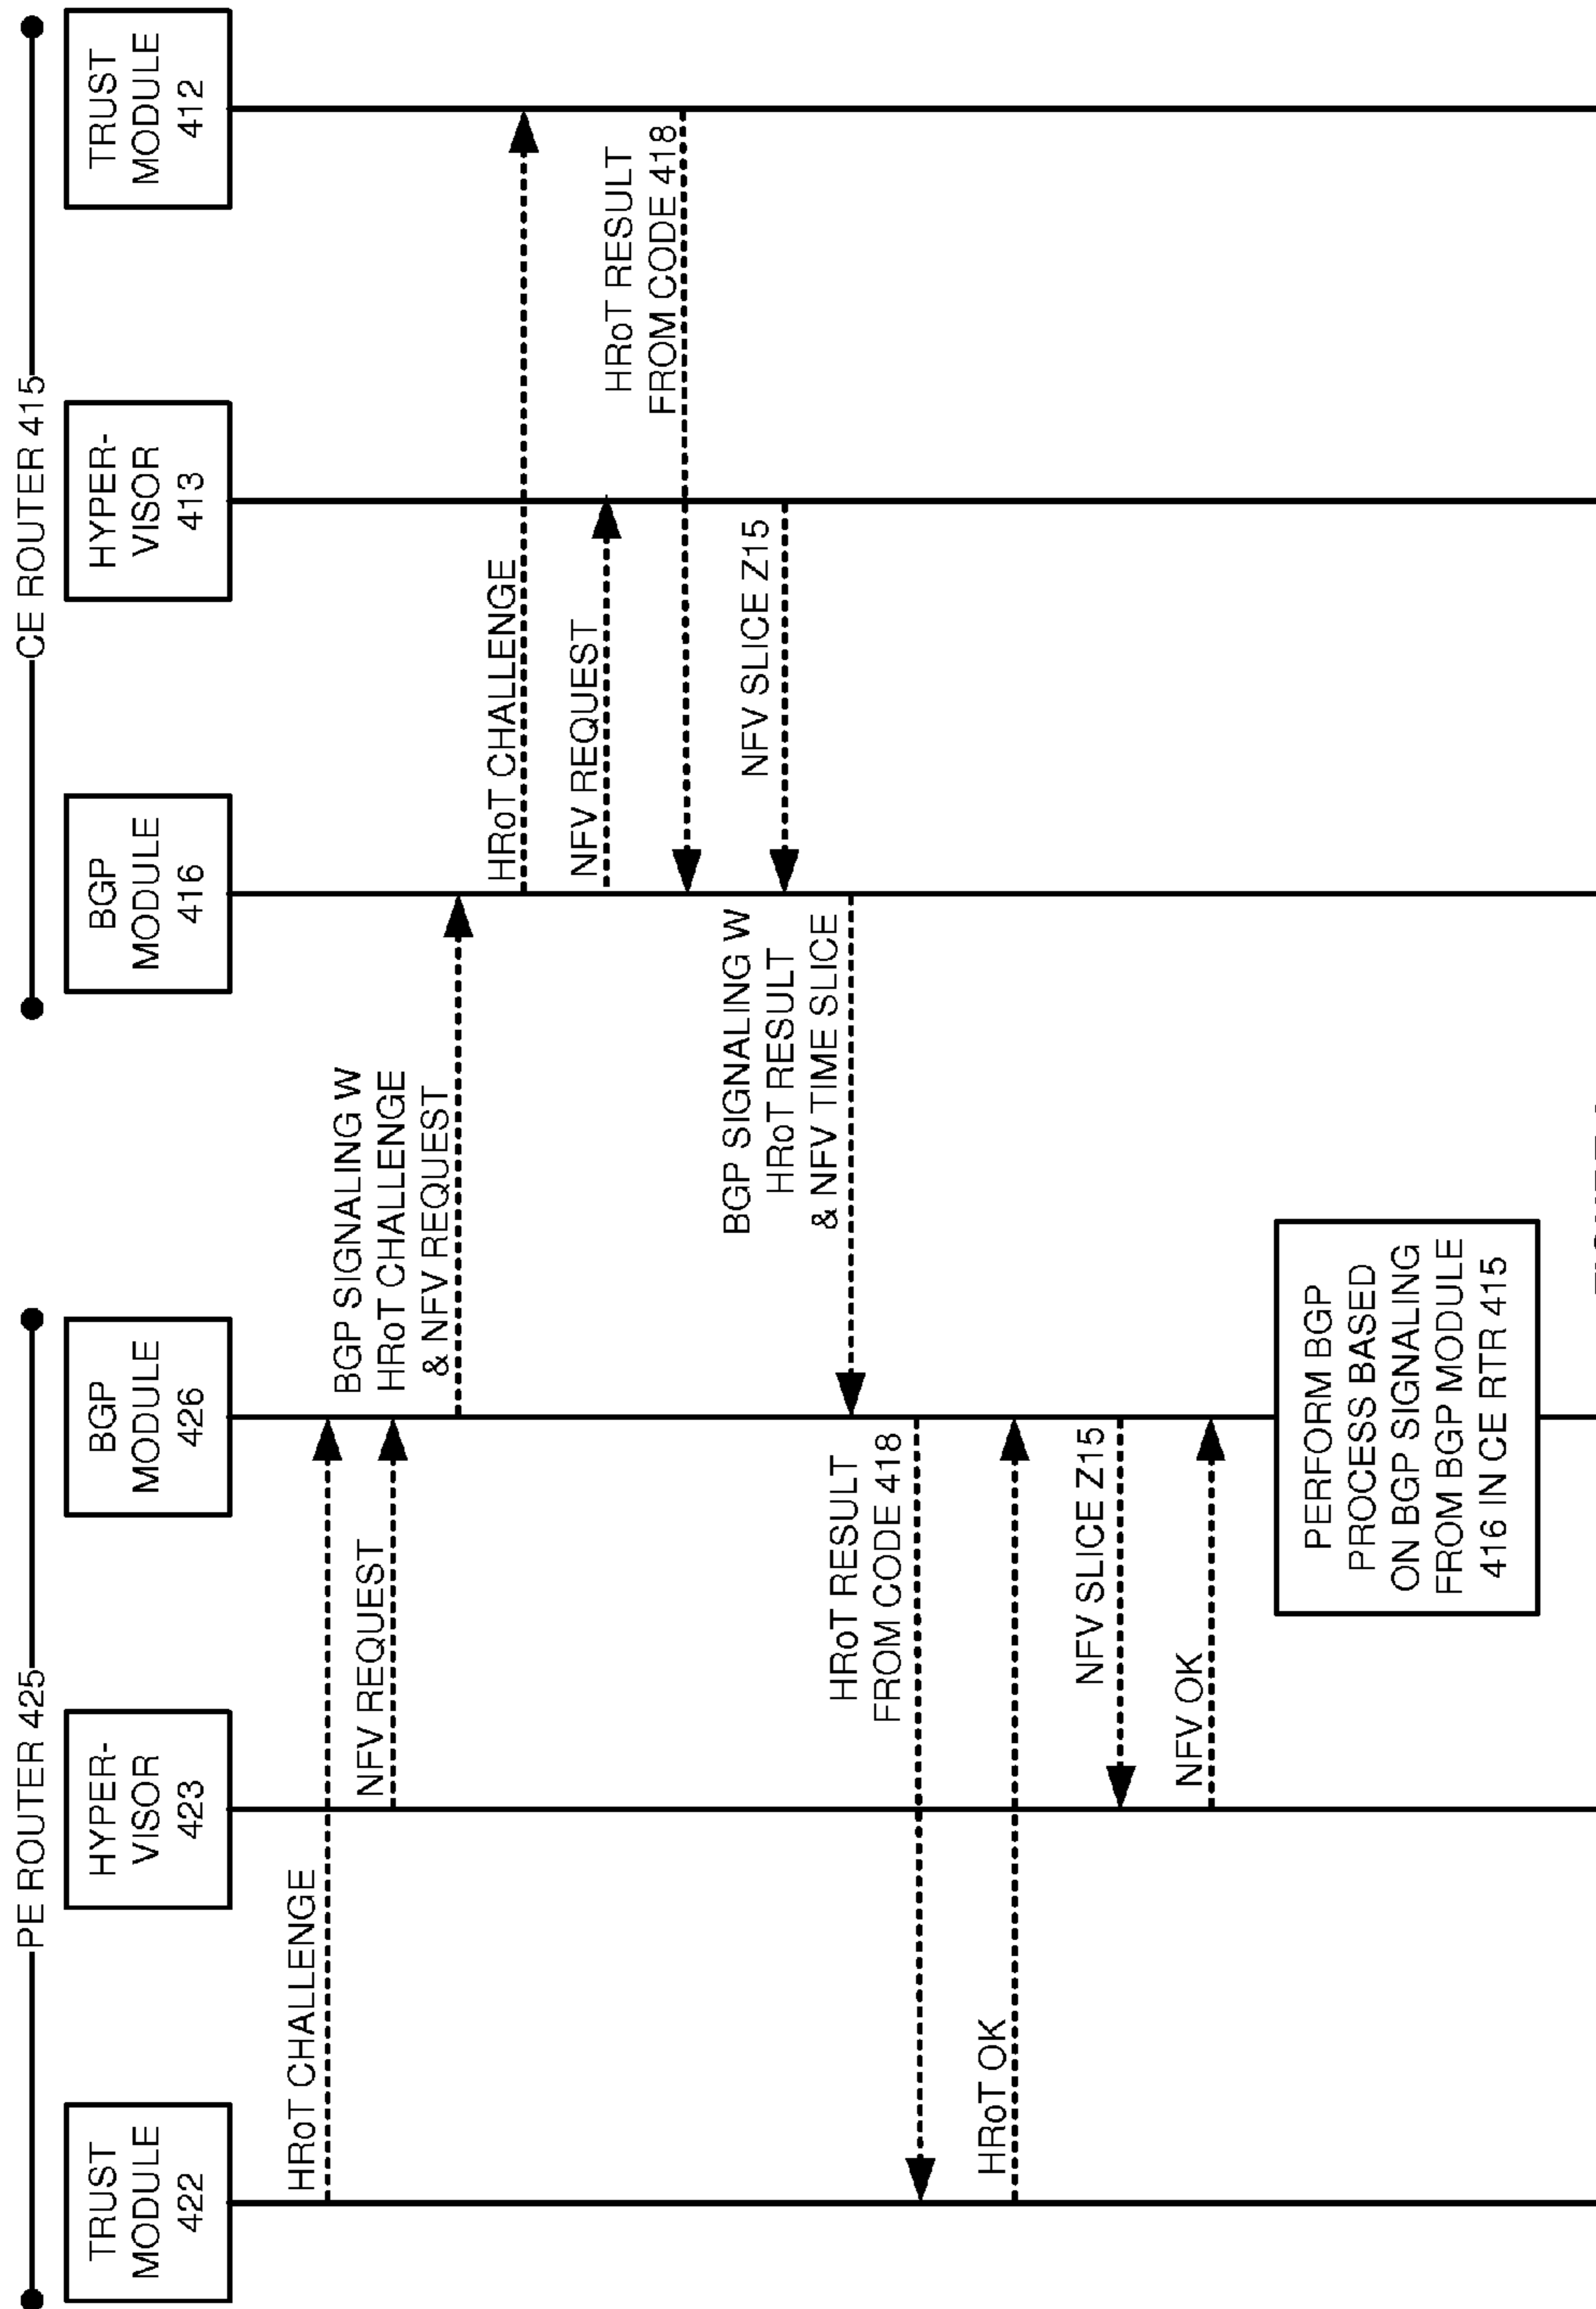 PE ROUTER 425
CE ROUTER 415
TRUST
MODULE
422
HYPER-
VISOR
423
BGP
MODULE
426
BGP
MODULE
416
HYPER-
VISOR
413
TRUST
MODULE
412
HRoT CHALLENGE
NFV REQUEST
BGP SIGNALING W
HRoT CHALLENGE
& NFV REQUEST
HRoT CHALLENGE
NFV REQUEST
HRoT RESULT
FROM CODE 418
NFV SLICE Z15
BGP SIGNALING W
HRoT RESULT
& NFV TIME SLICE
HRoT RESULT
FROM CODE 418
HRoT OK
NFV SLICE Z15
NFV OK
PERFORM BGP
PROCESS BASED
ON BGP SIGNALING
FROM BGP MODULE
416 IN CE RTR 415